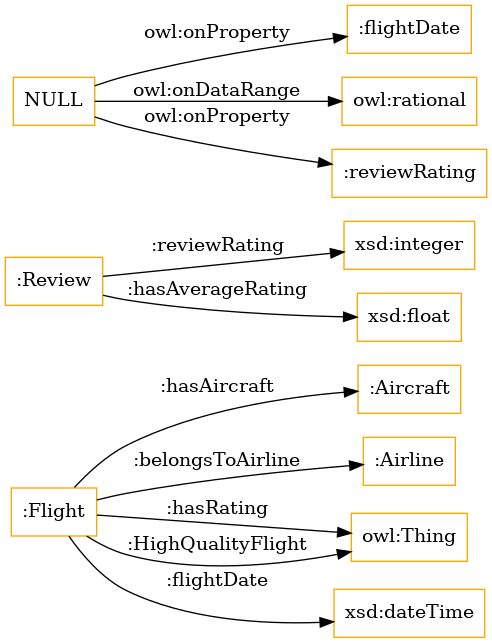 owl:onProperty
:flightDate
NULL
owl:onDataRange
owl:rational
owl:onProperty
:reviewRating
:reviewRating
xsd:integer
:Review
:hasAverageRating
xsd:float
:hasAircraft
:Aircraft
:belongsToAirline
:Airline
:Flight
:hasRating
owl:Thing
:HighQualityFlight
:flightDate
xsd:dateTime